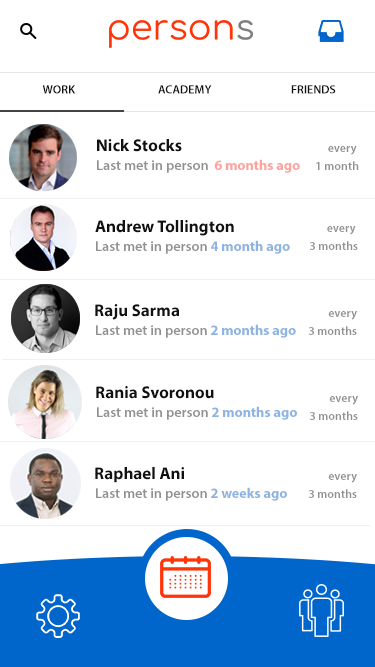 persons
WORK ACADEMY FRIENDS
Nick Stocks
Last met in person 6 months ago
every
1 month
Andrew Tollington
Last met in person 4 month ago
every
3 months
Raju Sarma
Last met in person 2 months ago
every
3 months
Rania Svoronou
Last met in person 2 months ago
every
3 months
Raphael Ani
Last met in person 2 weeks ago
every
3 months